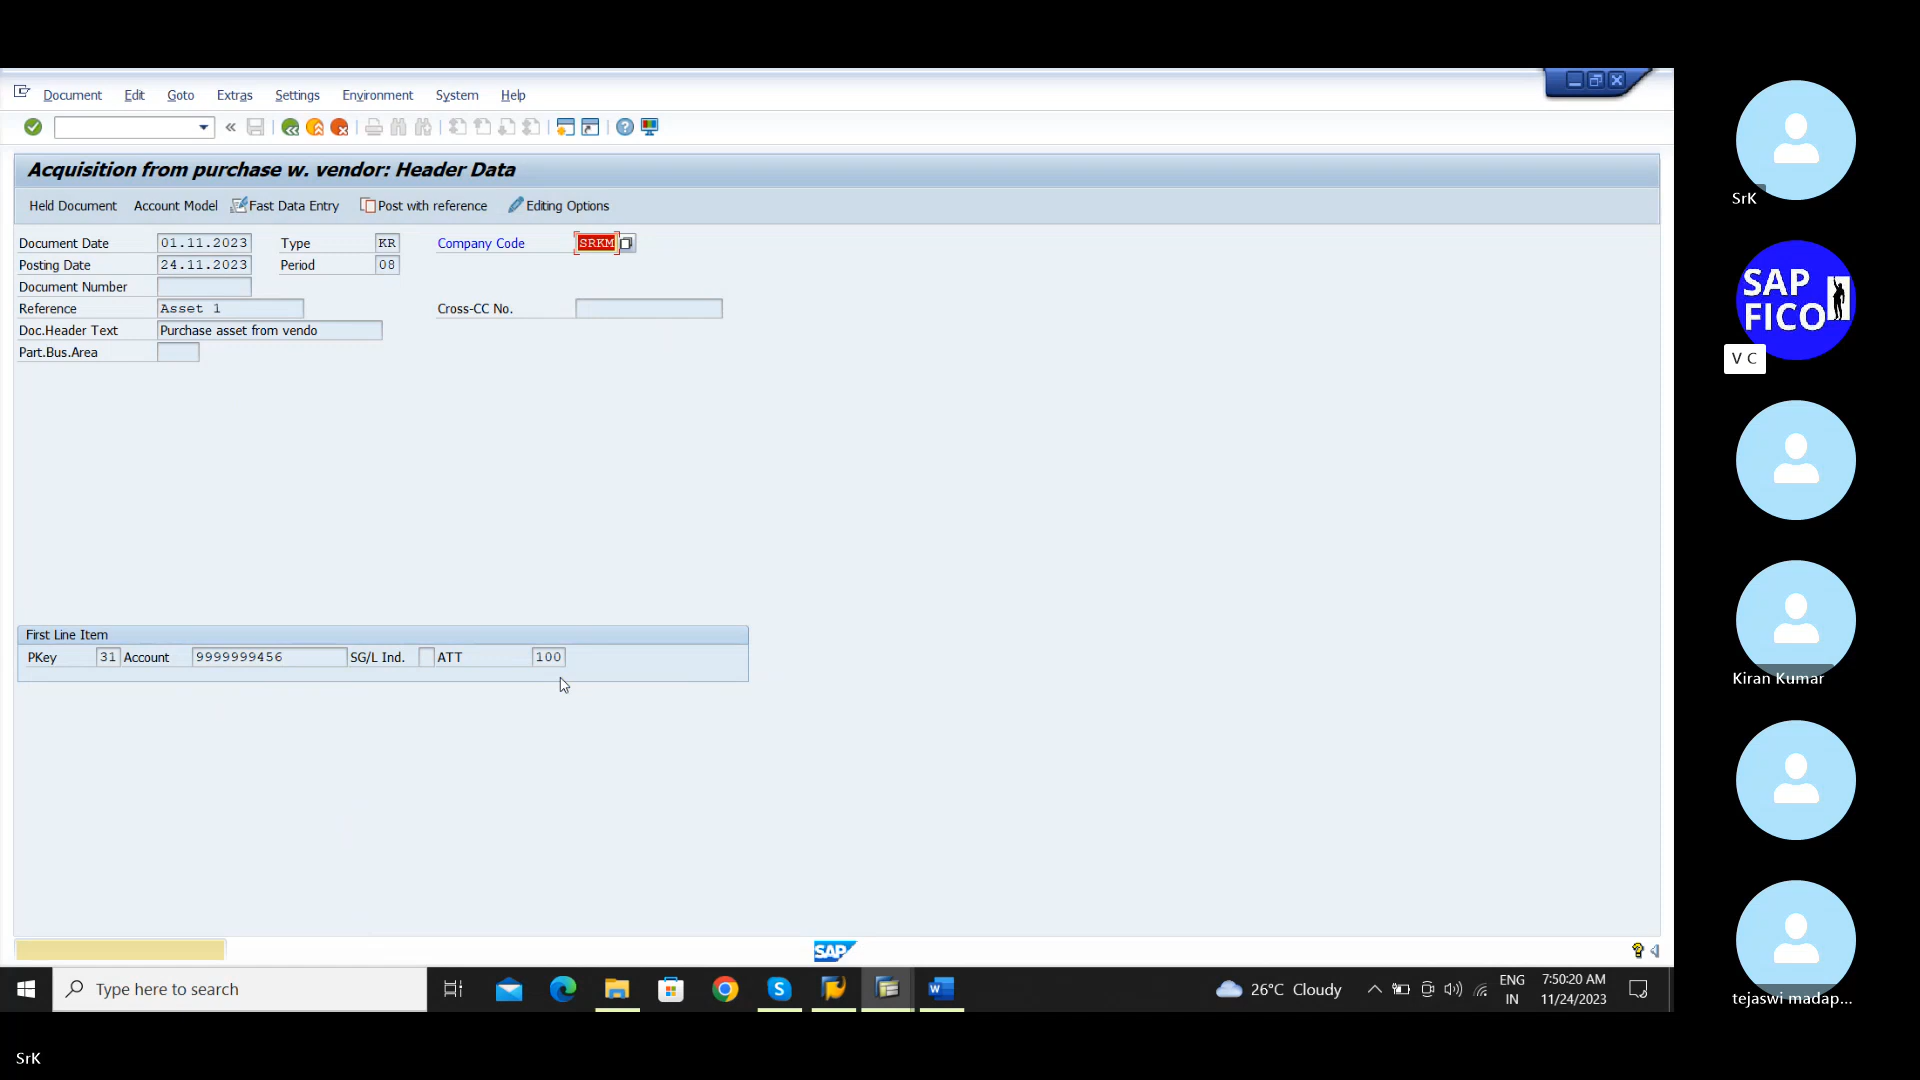 Document Edit Goto Extras Settings Environment System Help
Acquisition from purchase w. vendor: Header Data
Held Document Account Model Fast Data Entry Post with reference Editing Options
Document Date 01.11.2023 Type KR Company Code SRKM
Posting Date 24.11.2023 Period 08
Document Number
Reference Asset 1 Cross-CC No.
Doc.Header Text Purchase asset from vendo
Part.Bus.Area
First Line Item
PKey 31 Account 9999999456 SG/L Ind. ATT 100
SAP
Type here to search
S
W
26°C Cloudy
ENG
IN
7:50:20 AM
11/24/2023
SrK
SAP
FICO
V C
Kiran Kumar
tejaswi madap...
SrK